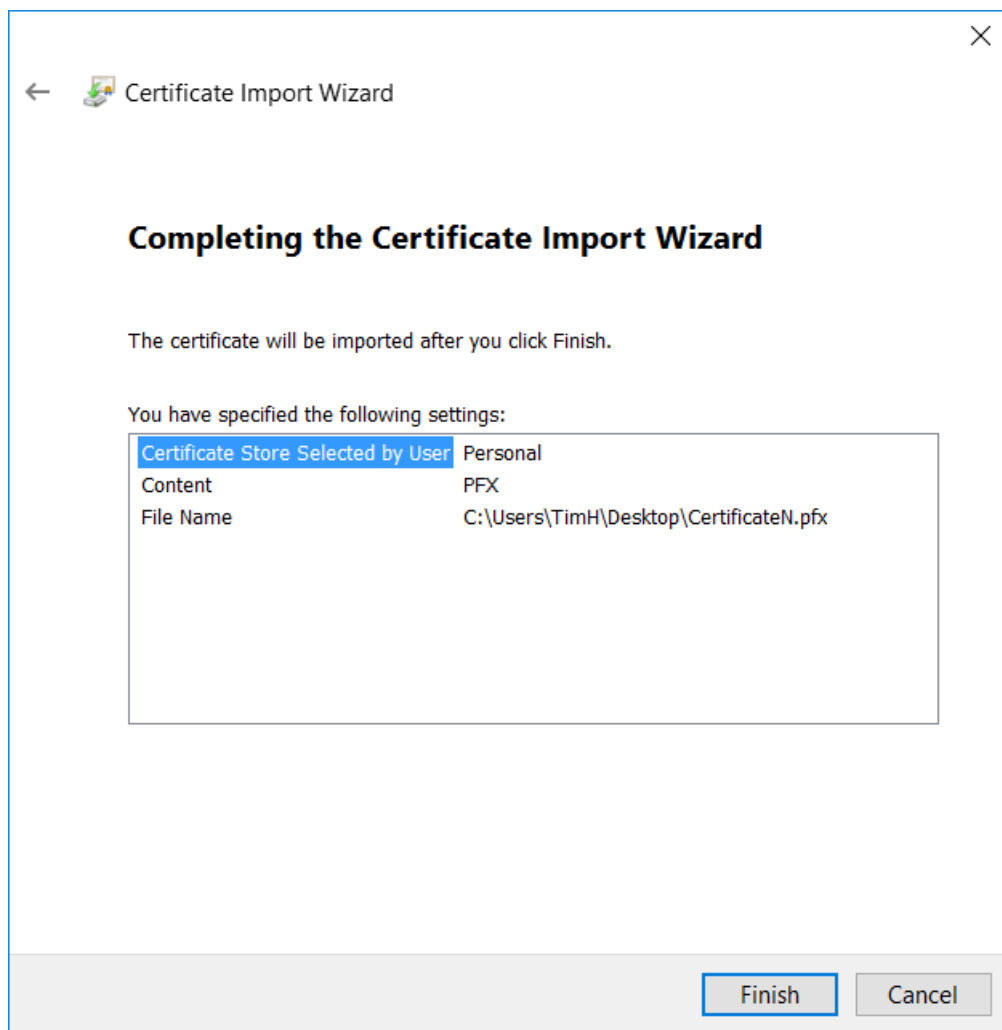 Certificate Import Wizard
Completing the Certificate Import Wizard
The certificate will be imported after you click Finish.
You have specified the following settings:
Certificate Store Selected by User Personal
Content PFX
File Name C:\Users\TimH\Desktop\CertificateN.pfx
Finish Cancel